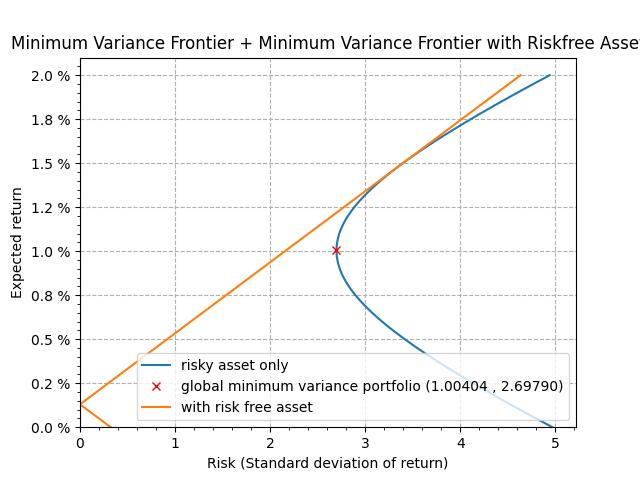 Minimum Variance Frontier + Minimum Variance Frontier with Riskfree Asse
2.0 %
1.8 %
1.5 %
1.2 %
1.0 %
0.8 %
0.5 %
0.2 %
0.0 %
Expected return
risky asset only
global minimum variance portfolio (1.00404 , 2.69790)
with risk free asset
0 1 2 3 4 5
Risk (Standard deviation of return)